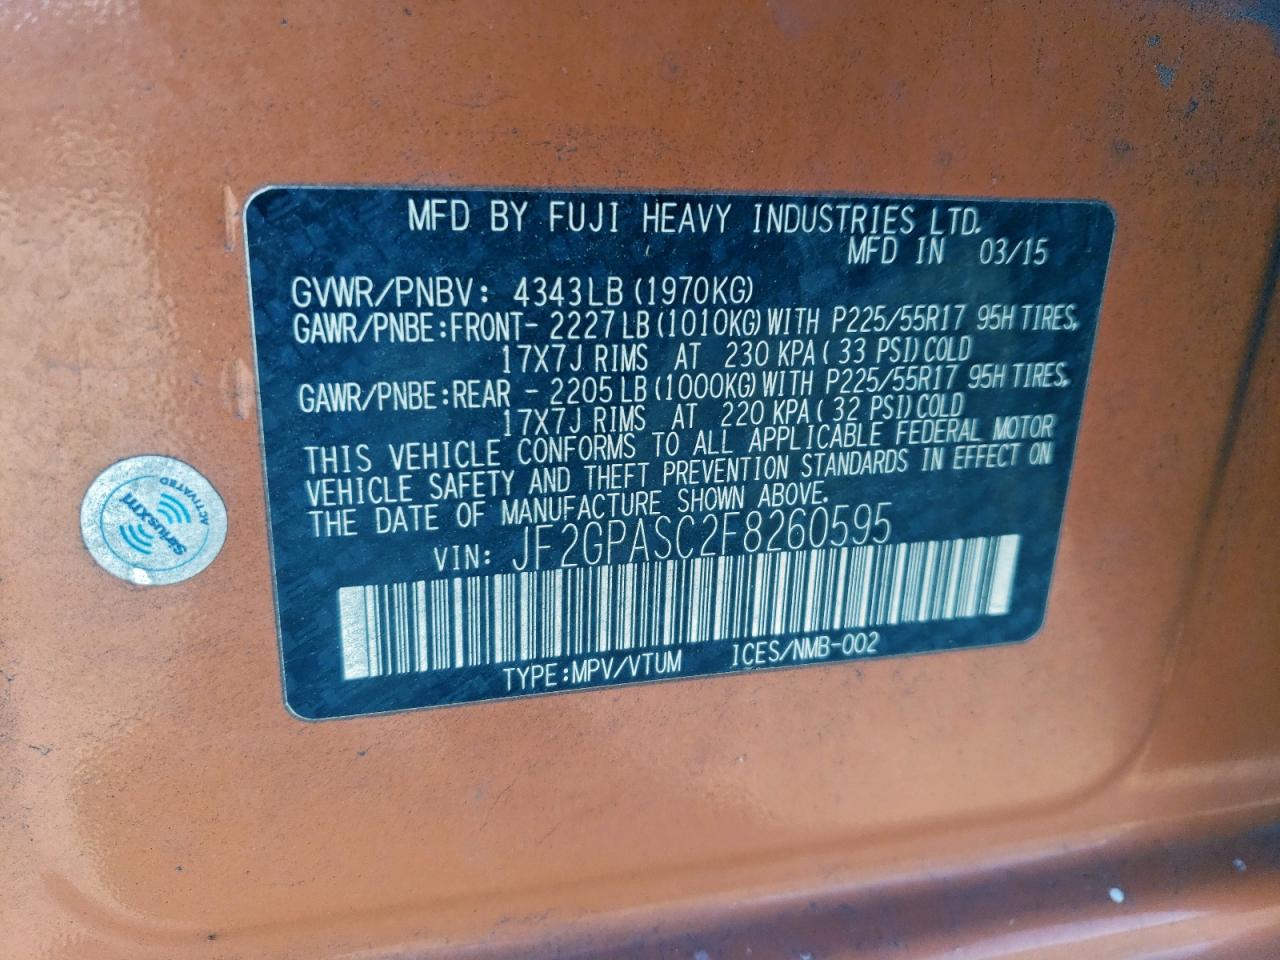 MFD BY FUJI HEAVY INDUSTRIES LTD.
MFD IN 03/15
GVWR/PNBV: 4343LB (1970KG)
GAWR/PNBE:FRONT- 2227LB (1010KG) WITH P225/55R17 95H TIRES,
17X7J RIMS AT 230 KPA (33 PSI) COLD
GAWR/PNBE:REAR - 2205LB (1000KG) WITH P225/55R17 95H TIRES,
17X7J RIMS AT 220 KPA (32 PSI) COLD
THIS VEHICLE CONFORMS TO ALL APPLICABLE FEDERAL MOTOR
VEHICLE SAFETY AND THEFT PREVENTION STANDARDS IN EFFECT ON
THE DATE OF MANUFACTURE SHOWN ABOVE.
VIN: JF2GPASC2F8260595
TYPE:MPV/VTUM ICES/NMB-002
SiriusXM
ACTIVATED